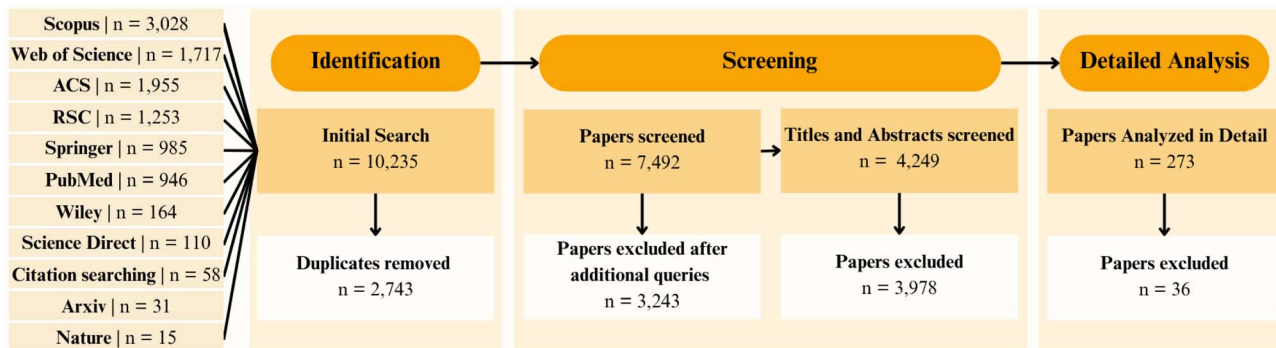 Scopus | n = 3,028
Web of Science | n = 1,717
ACS | n = 1,955
RSC | n = 1,253
Springer | n = 985
PubMed | n = 946
Wiley | n = 164
Science Direct | n = 110
Citation searching | n = 58
Arxiv | n = 31
Nature | n = 15
Identification
Initial Search
n = 10,235
Duplicates removed
n = 2,743
Screening
Papers screened
n = 7,492
Papers excluded after
additional queries
n = 3,243
Titles and Abstracts screened
n = 4,249
Papers excluded
n = 3,978
Detailed Analysis
Papers Analyzed in Detail
n = 273
Papers excluded
n = 36